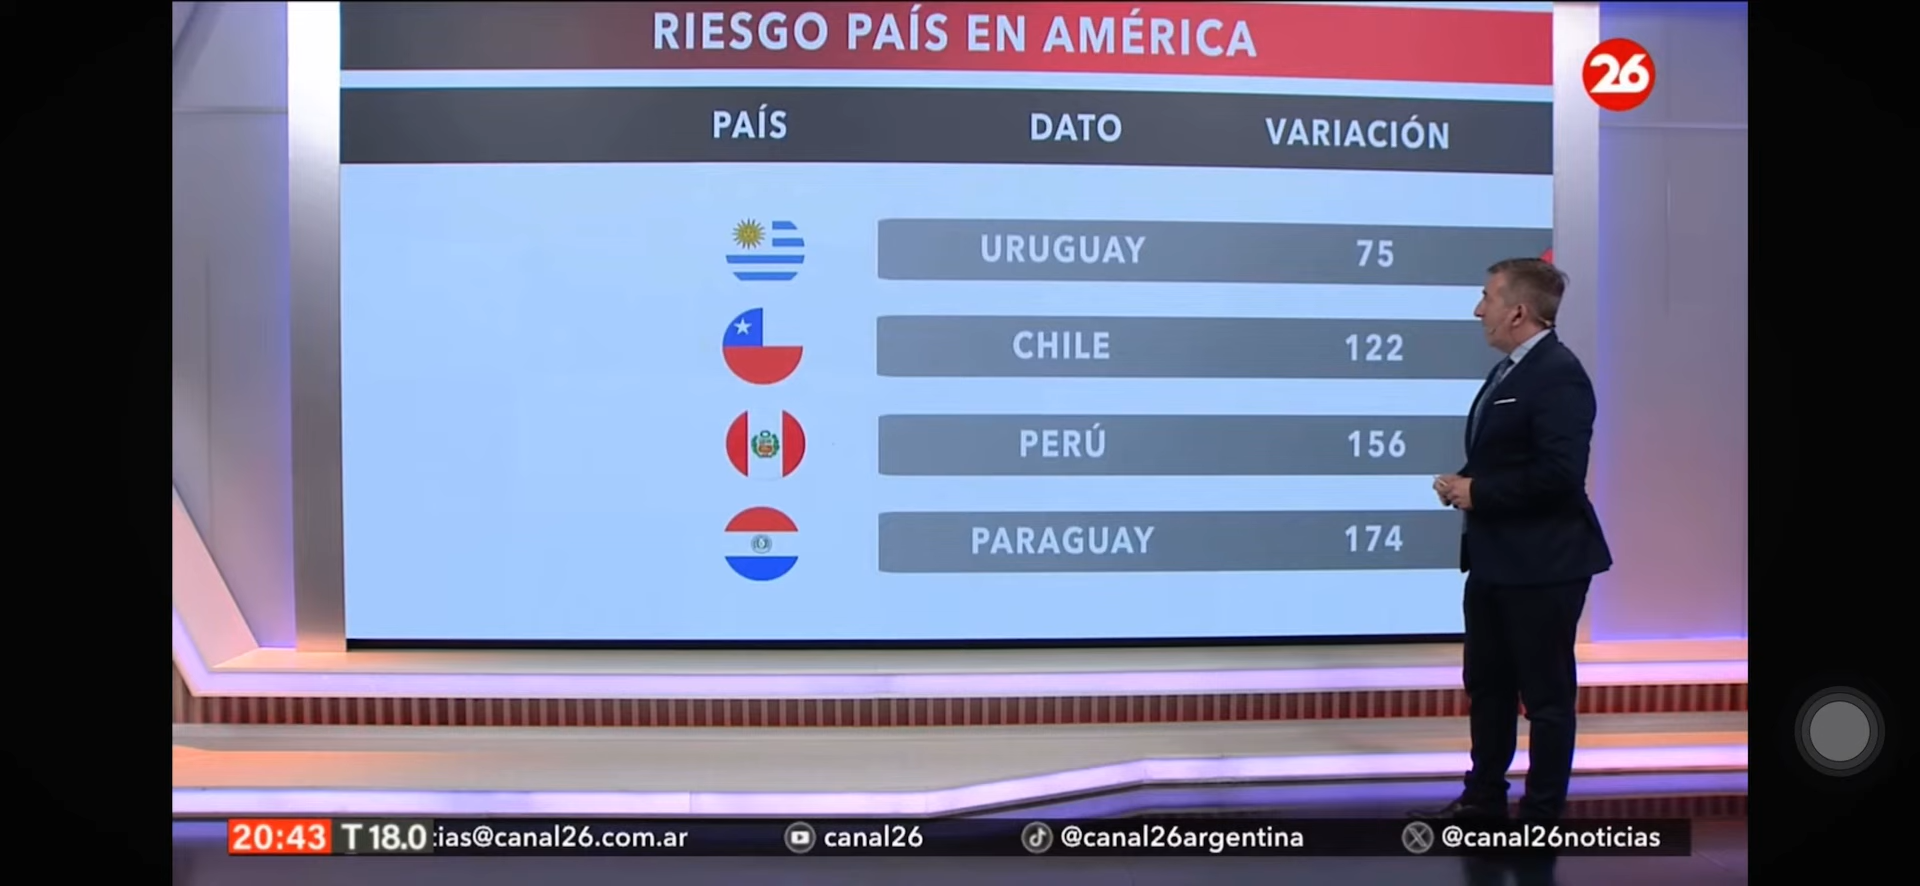 RIESGO PAÍS EN AMÉRICA
26
PAÍS DATO VARIACIÓN
URUGUAY 75
CHILE 122
PERÚ 156
PARAGUAY 174
20:43 T 18.0 cias@canal26.com.ar canal26 @canal26argentina @canal26noticias